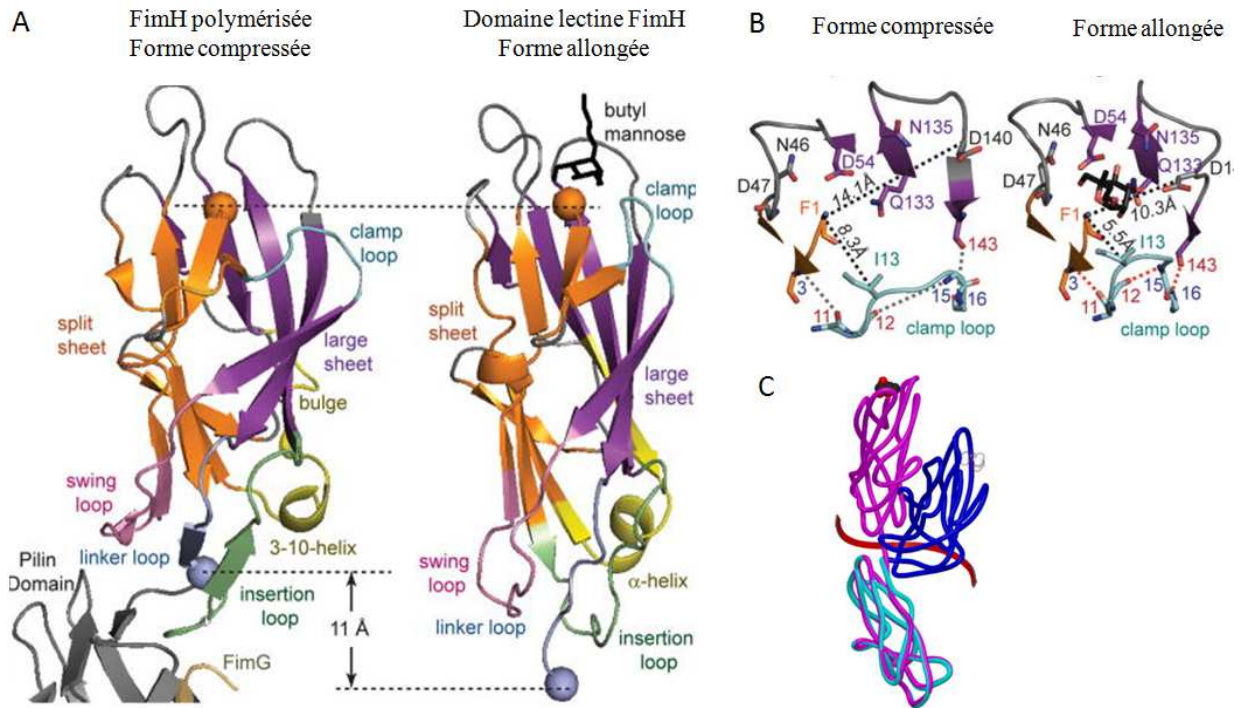 A
FimH polymérisée
Forme compressée
Domaine lectine FimH
Forme allongée
butyl
mannose
clamp
loop
clamp
loop
split
sheet
large
sheet
split
sheet
large
sheet
bulge
swing
loop
3-10-helix
linker loop
Pilin
Domain
insertion
loop
FimG
11 Å
swing
loop
α-helix
linker loop
insertion
loop
B
Forme compressée
Forme allongée
N46
D54
N135
D140
D47
Q133
14.1Å
F1
8.3Å
I13
143
3
11
12
15
16
clamp loop
N46
D54
N135
Q133
D14
D47
F1
10.3Å
5.5Å
I13
143
3
11
12
15
16
clamp loop
C